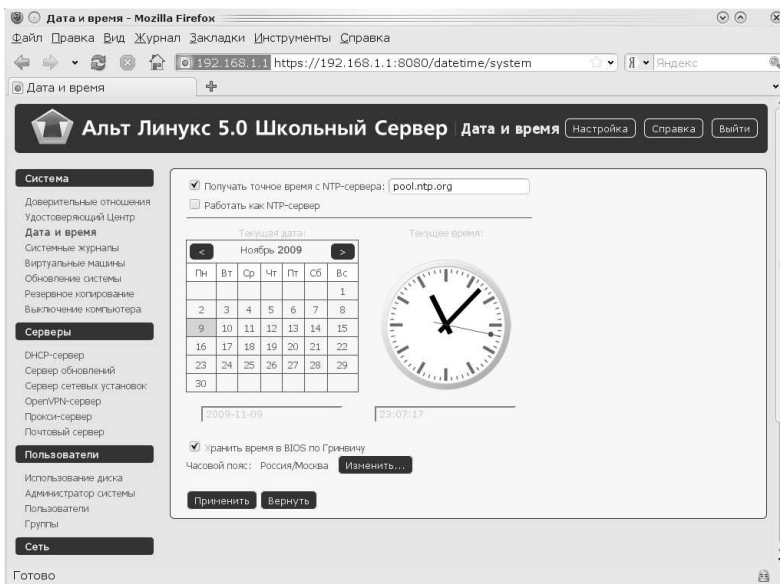 Дата и время - Mozilla Firefox
Файл Правка Вид Журнал Закладки Инструменты Справка
192.168.1.1 https://192.168.1.1:8080/datetime/system
Я Яндекс
Дата и время
Альт Линукс 5.0 Школьный Сервер Дата и время Настройка Справка Выйти
Система
Доверительные отношения
Удостоверяющий Центр
Дата и время
Системные журналы
Виртуальные машины
Обновление системы
Резервное копирование
Выключение компьютера
Серверы
DHCP-сервер
Сервер обновлений
Сервер сетевых установок
OpenVPN-сервер
Прокси-сервер
Почтовый сервер
Пользователи
Использование диска
Администратор системы
Пользователи
Группы
Сеть
Получать точное время с NTP-сервера: pool.ntp.org
Работать как NTP-сервер
Текущая дата:
< Ноябрь 2009 >
Пн Вт Ср Чт Пт Сб Вс
1
2 3 4 5 6 7 8
9 10 11 12 13 14 15
16 17 18 19 20 21 22
23 24 25 26 27 28 29
30
2009-11-09
Текущее время:
23:07:17
Хранить время в BIOS по Гринвичу
Часовой пояс: Россия/Москва Изменить...
Применить Вернуть
Готово